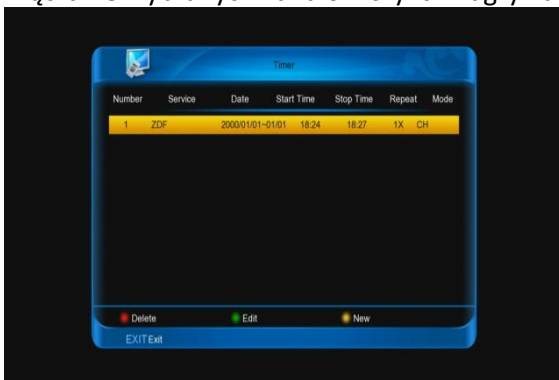 Timer
Number Service Date Start Time Stop Time Repeat Mode
1 ZDF 2000/01/01~01/01 18:24 18:27 1X CH
Delete Edit New
EXIT Exit